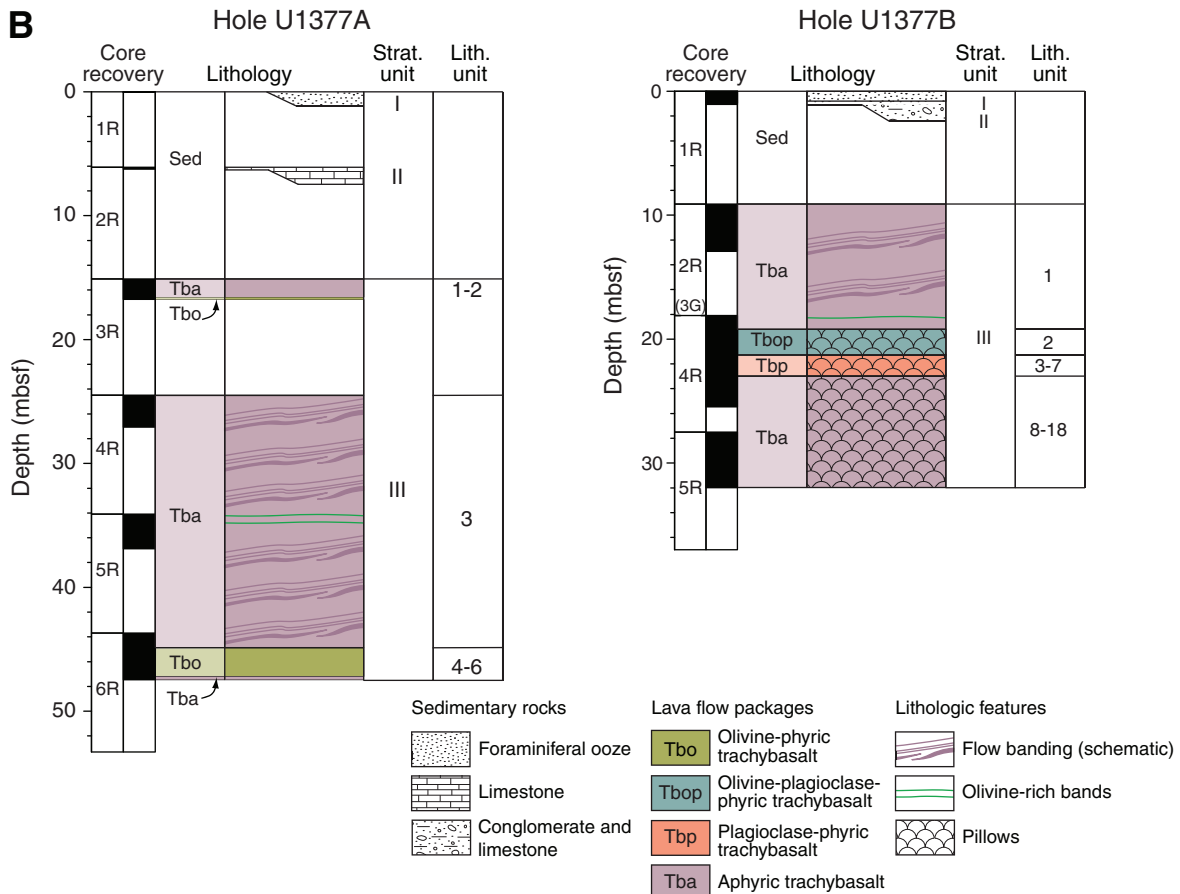 B
Hole U1377A
Core recovery
Lithology
Strat. unit
Lith. unit
Depth (mbsf)
0
10
20
30
40
50
1R
2R
3R
4R
5R
6R
Sed
Tba
Tbo
Tba
Tbo
Tba
I
II
III
1-2
3
4-6
Hole U1377B
Core recovery
Lithology
Strat. unit
Lith. unit
Depth (mbsf)
0
10
20
30
1R
2R
(3G)
4R
5R
Sed
Tba
Tbop
Tbp
Tba
I
II
III
1
2
3-7
8-18
Sedimentary rocks
Foraminiferal ooze
Limestone
Conglomerate and
limestone
Lava flow packages
Tbo
Olivine-phyric
trachybasalt
Tbop
Olivine-plagioclase-
phyric trachybasalt
Tbp
Plagioclase-phyric
trachybasalt
Tba
Aphyric trachybasalt
Lithologic features
Flow banding (schematic)
Olivine-rich bands
Pillows